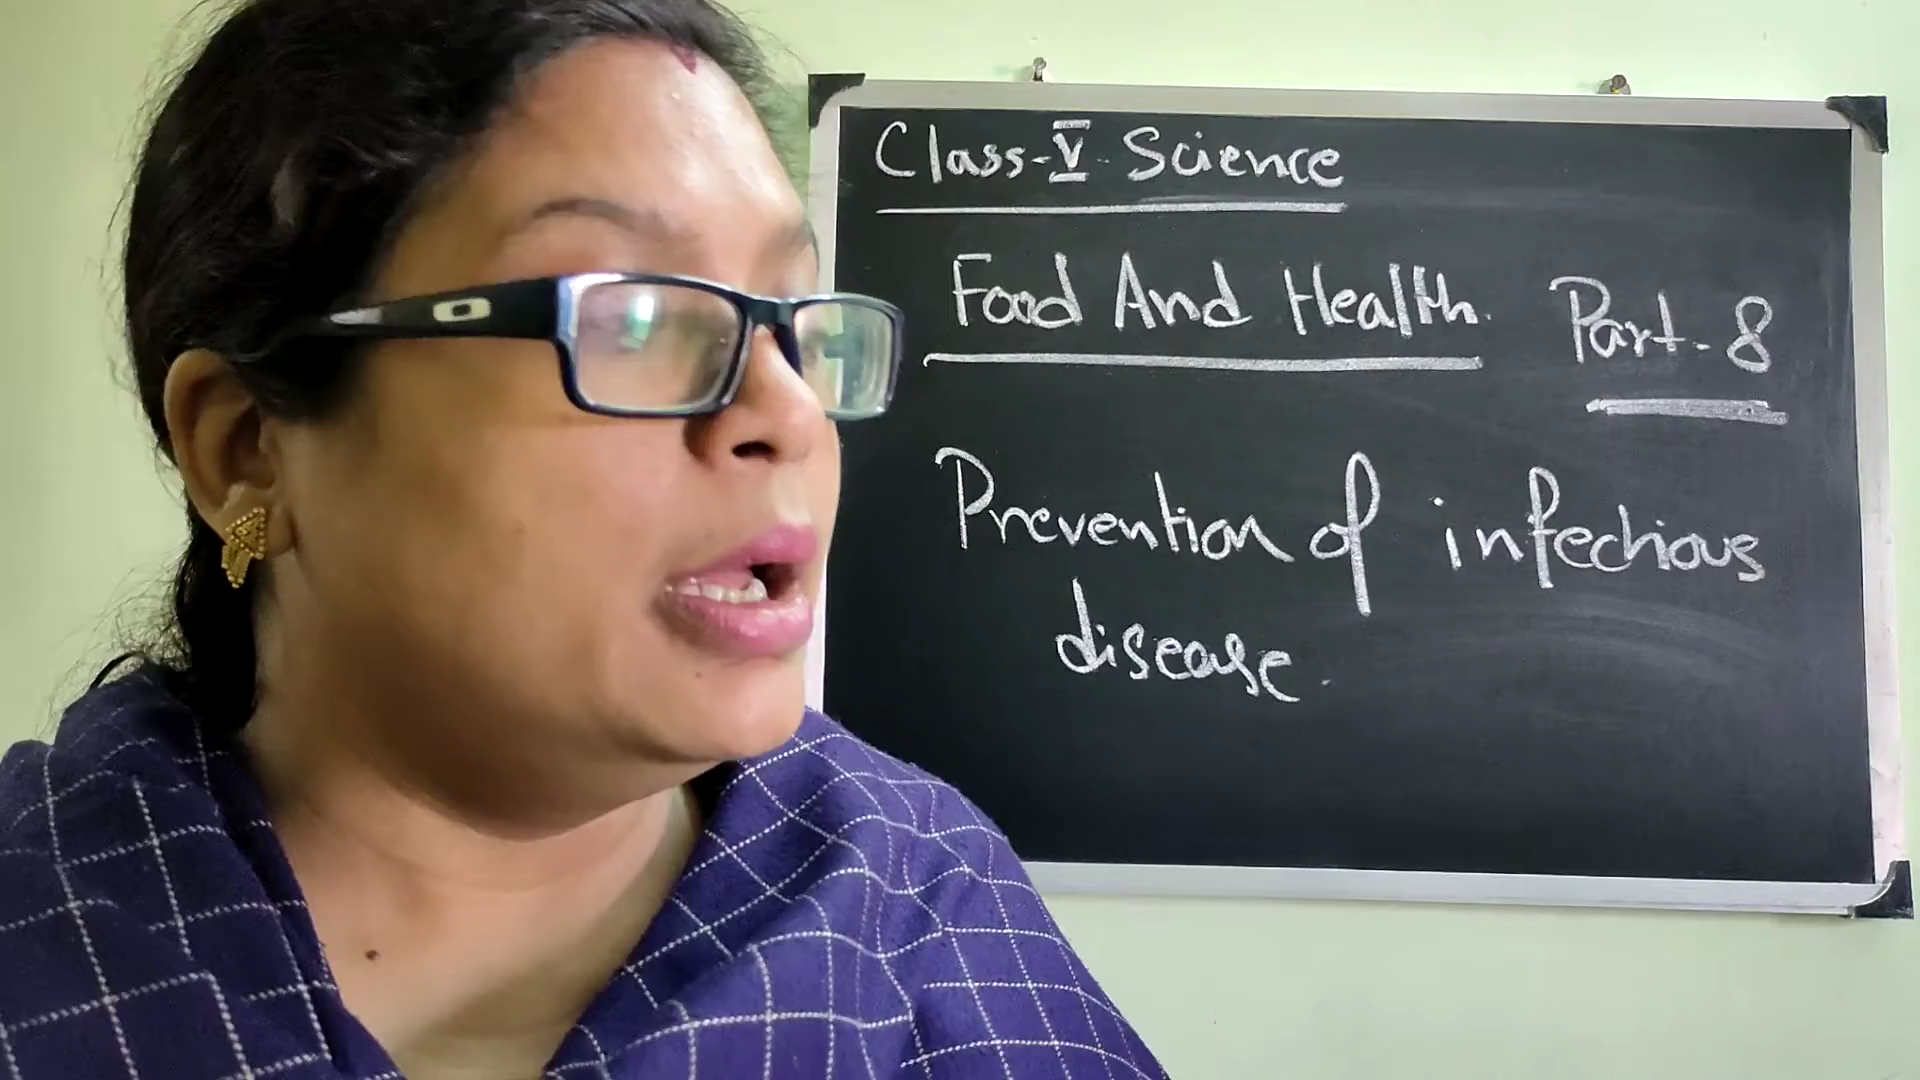 Class-V-Science
Food And Health.
Part-8
Prevention of infectious
disease.